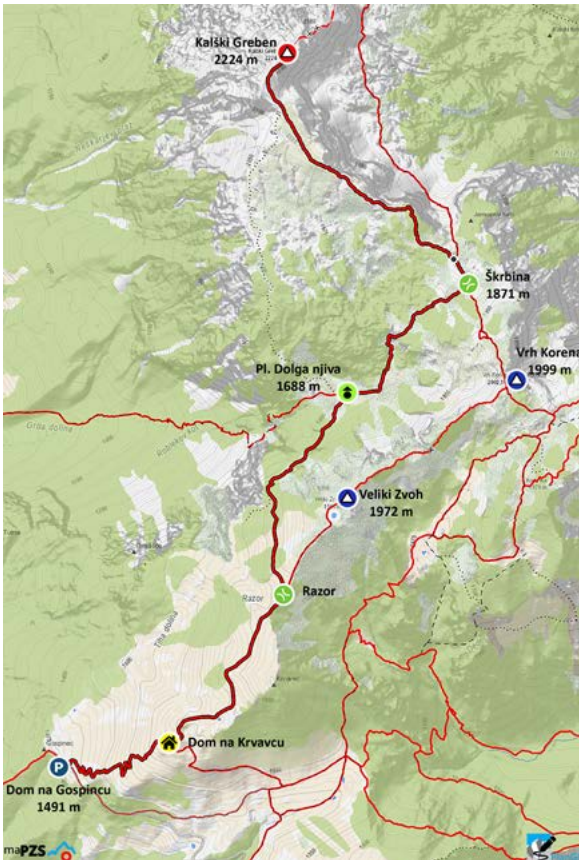 Kalški Greben
2224 m
Škrbina
1871 m
Vrh Korena
1999 m
Pl. Dolga njiva
1688 m
Veliki Zvoh
1972 m
Razor
Razor
Dom na Krvavcu
Dom na Gospincu
1491 m
PZS